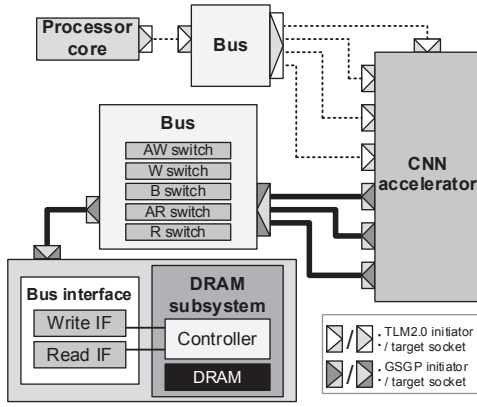 Processor
core
Bus
Bus
AW switch
W switch
B switch
AR switch
R switch
CNN
accelerator
Bus interface
Write IF
Read IF
DRAM
subsystem
Controller
DRAM
/ : TLM2.0 initiator
/ target socket
/ : GSGP initiator
/ target socket